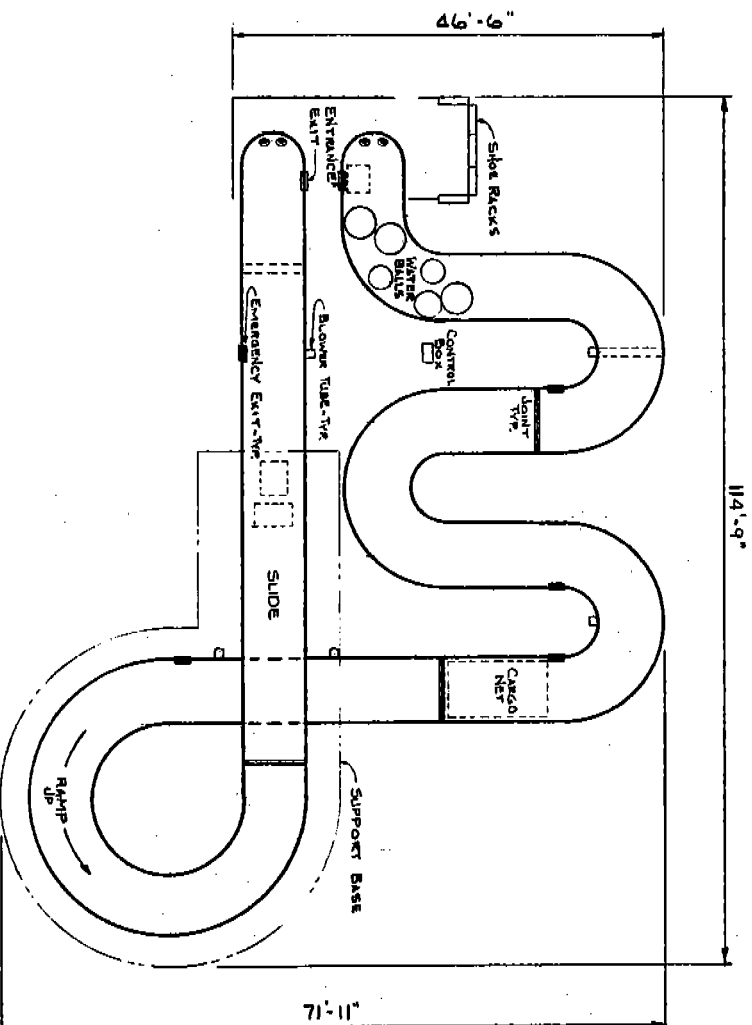 46'-6"
114'-9"
71'-11"
SHOE RACKS
ENTRANCE
EXIT
WATER
BALLS
CONTROL
BOX
JOINT
TYP.
BLOWER TUBE-TYP.
EMERGENCY EXIT-TYP.
SLIDE
CARGO
NET
SUPPORT BASE
RAMP
UP